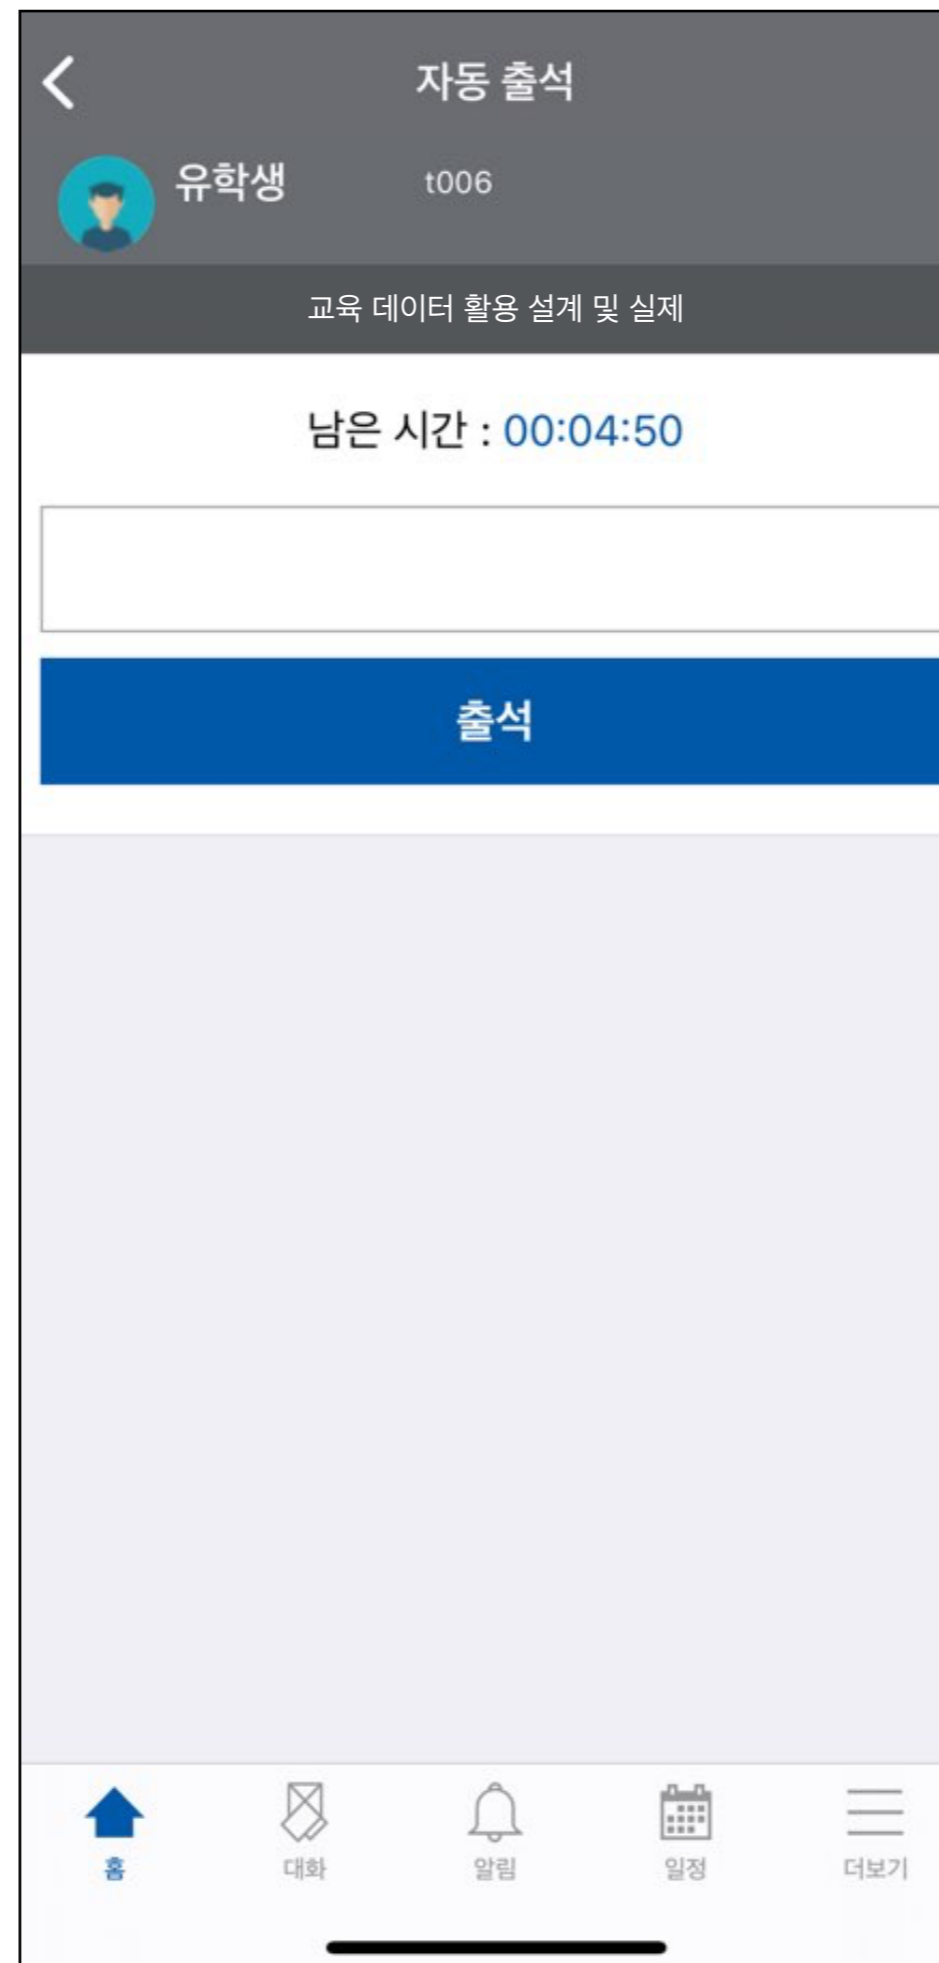 자동 출석
유학생 t006
교육 데이터 활용 설계 및 실제
남은 시간 : 00:04:50
출석
홈 대화 알림 일정 더보기